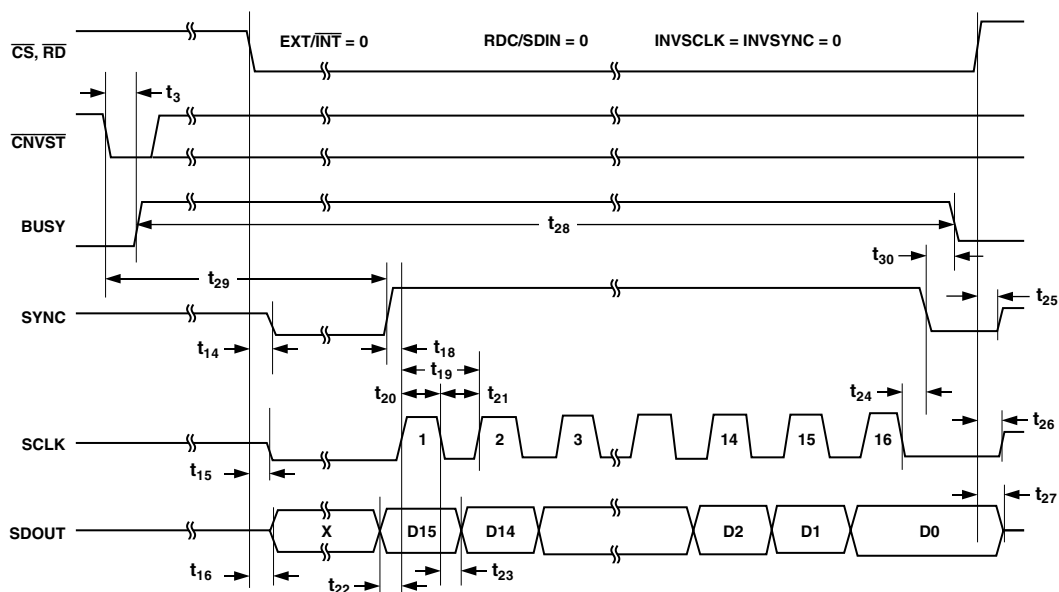 CS, RD
EXT/INT = 0 RDC/SDIN = 0 INVSCLK = INVSYNC = 0
t3
CNVST
BUSY
t28
t30
t29
t25
SYNC
t14
t18
t19
t20 t21
t24
t26
SCLK
1 2 3 14 15 16
t15
t27
SDOUT
X D15 D14 D2 D1 D0
t16
t22
t23